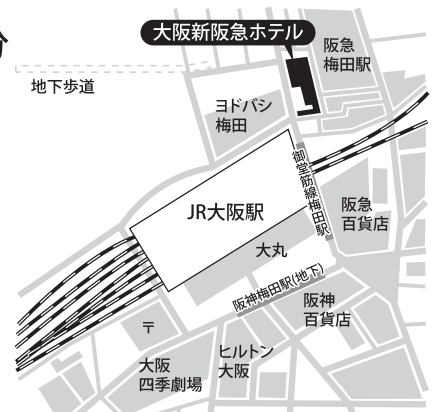 分
大阪新阪急ホテル
阪急
梅田駅
地下歩道
ヨドバシ
梅田
御堂筋線梅田駅
JR大阪駅
阪急
百貨店
大丸
阪神梅田駅(地下)
阪神
百貨店
〒
大阪
四季劇場
ヒルトン
大阪